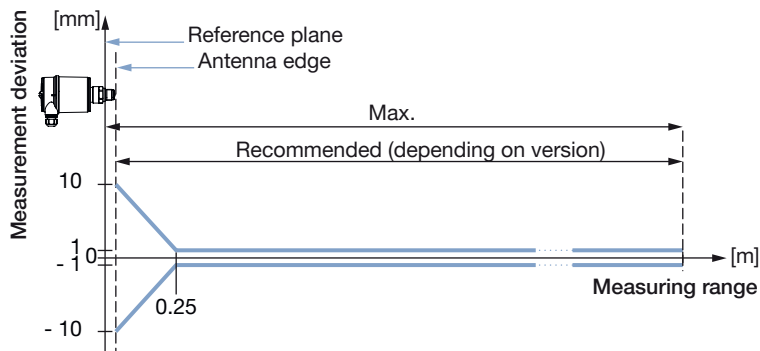 [mm]
Measurement deviation
Reference plane
Antenna edge
Max.
Recommended (depending on version)
10
1
0
- 1
- 10
0.25
[m]
Measuring range